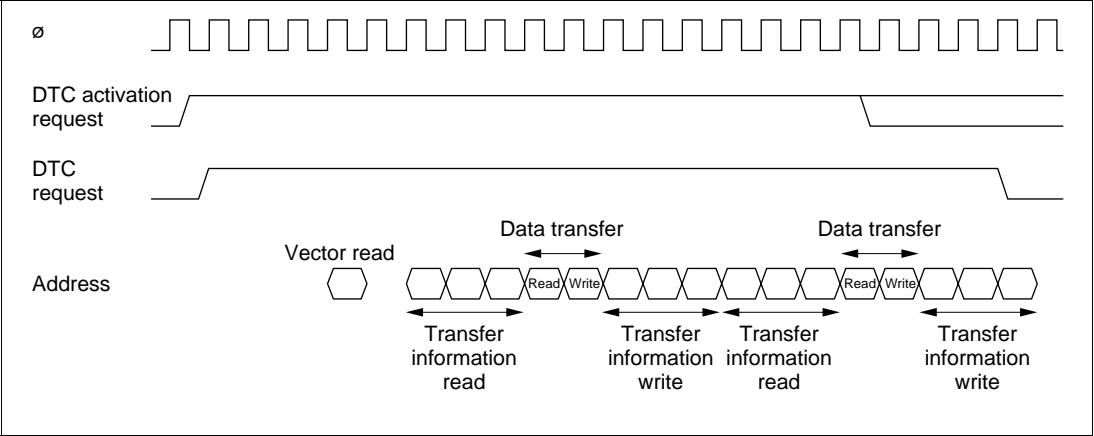 ø
DTC activation
request
DTC
request
Data transfer
Data transfer
Vector read
Address
Read
Write
Read
Write
Transfer
information
read
Transfer
information
write
Transfer
information
read
Transfer
information
write